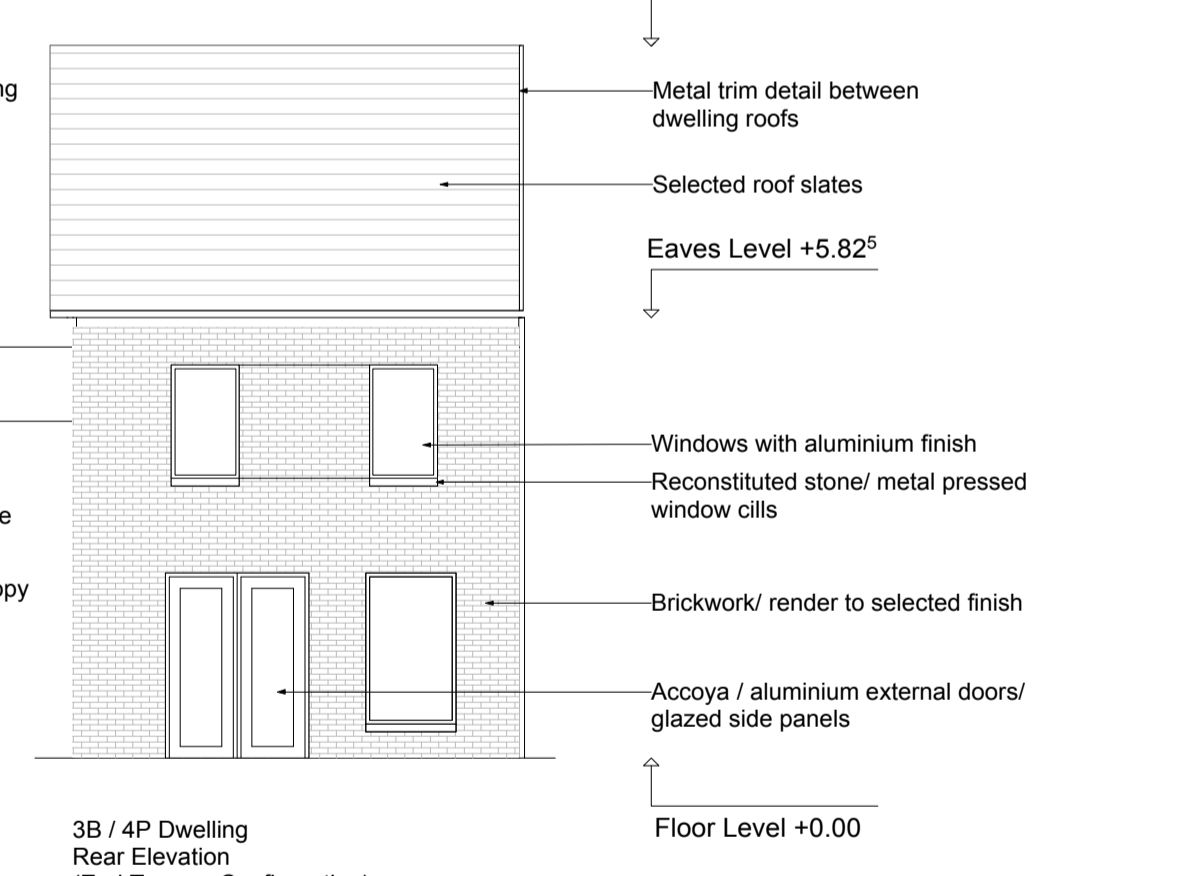 Metal trim detail between
dwelling roofs
Selected roof slates
Eaves Level +5.82⁵
Windows with aluminium finish
Reconstituted stone/ metal pressed
window cills
Brickwork/ render to selected finish
Accoya / aluminium external doors/
glazed side panels
Floor Level +0.00
3B / 4P Dwelling
Rear Elevation